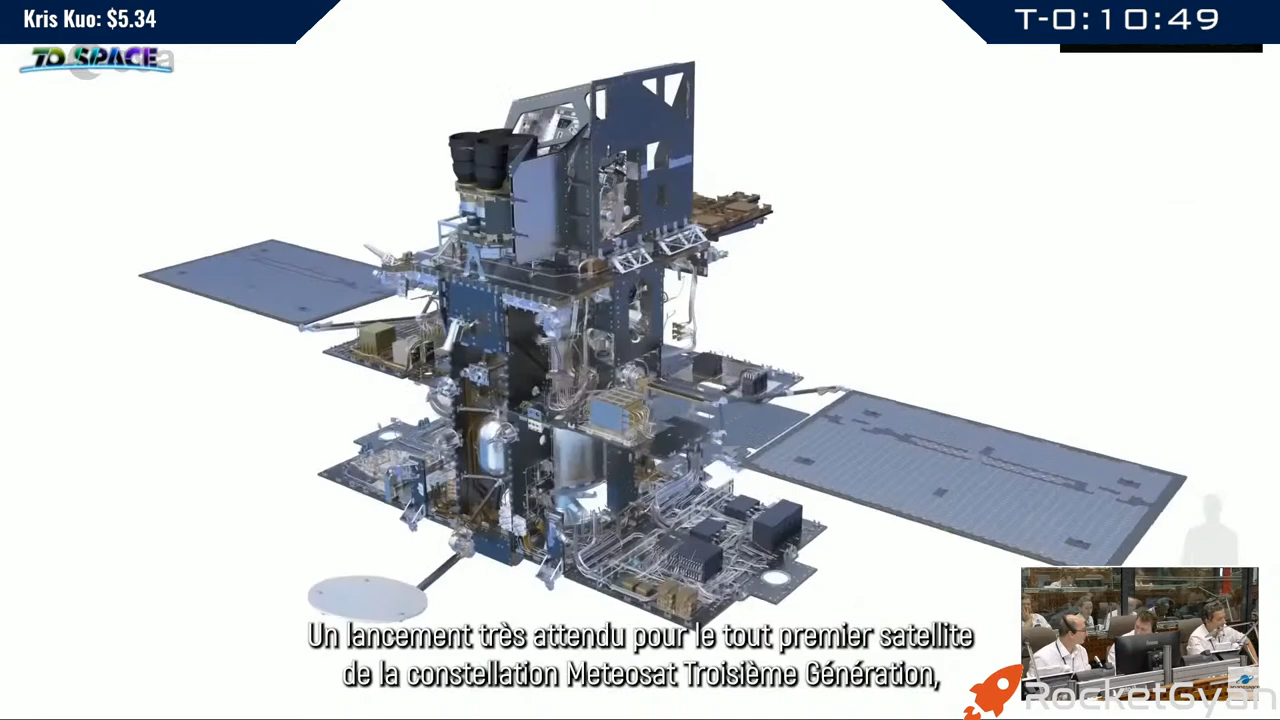 Kris Kuo: $5.34
T-0:10:49
TO SPACE
Un lancement très attendu pour le tout premier satellite
de la constellation Meteosat Troisième Génération,
RocketGyan